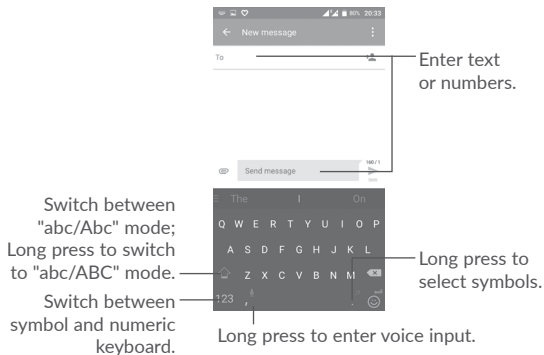 80% 20:33
New message
To
Enter text
or numbers.
160/1
Send message
The I On
Q W E R T Y U I O P
A S D F G H J K L
Z X C V B N M
123 , .
Switch between
"abc/Abc" mode;
Long press to switch
to "abc/ABC" mode.
Switch between
symbol and numeric
keyboard.
Long press to
select symbols.
Long press to enter voice input.